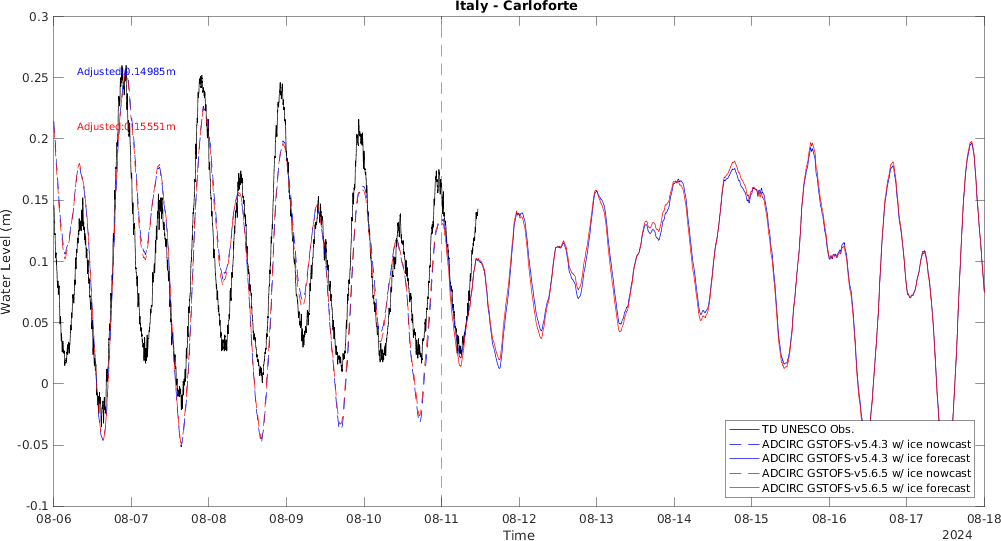 Italy - Carloforte
0.3
0.25
0.2
0.15
0.1
0.05
0
-0.05
-0.1
Water Level (m)
Adjusted:0.14985m
Adjusted:0.15551m
TD UNESCO Obs.
ADCIRC GSTOFS-v5.4.3 w/ ice nowcast
ADCIRC GSTOFS-v5.4.3 w/ ice forecast
ADCIRC GSTOFS-v5.6.5 w/ ice nowcast
ADCIRC GSTOFS-v5.6.5 w/ ice forecast
08-06 08-07 08-08 08-09 08-10 08-11 08-12 08-13 08-14 08-15 08-16 08-17 08-18
Time
2024